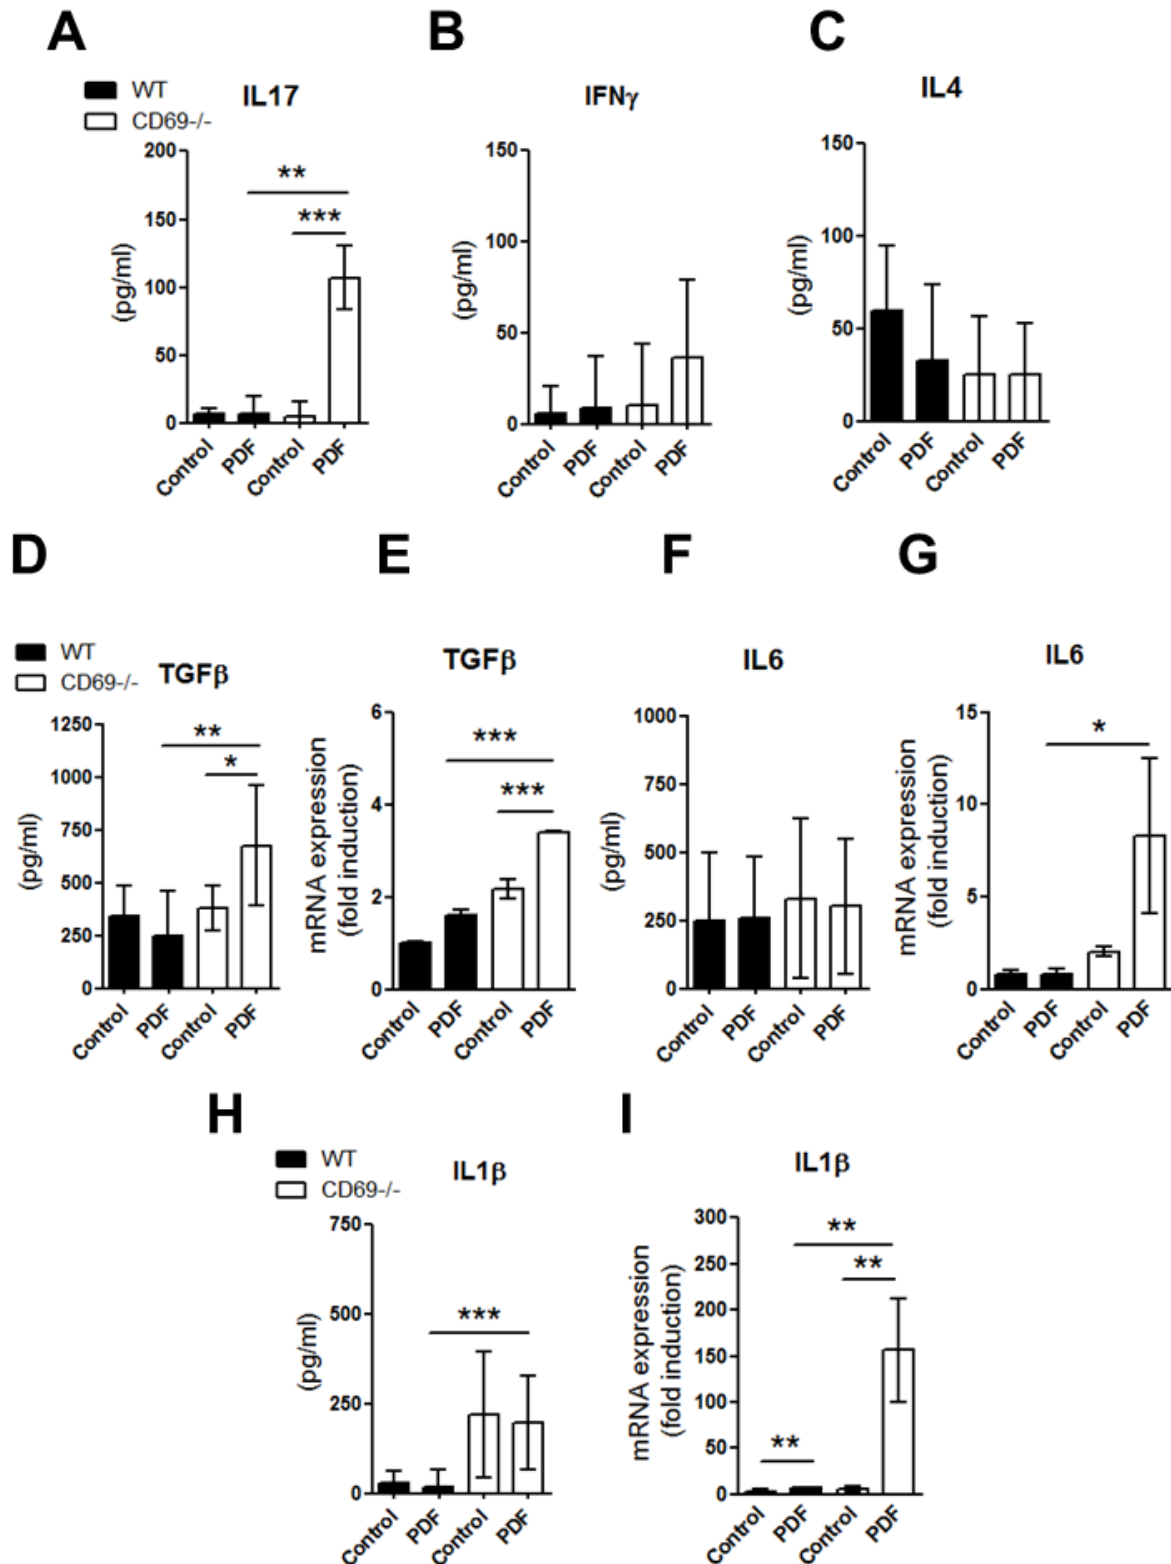 A
B
C
WT
CD69-/-
IL17
IFNγ
IL4
200
150
100
50
0
(pg/ml)
**
***
Control
PDF
Control
PDF
150
100
50
0
(pg/ml)
Control
PDF
Control
PDF
150
100
50
0
(pg/ml)
Control
PDF
Control
PDF
D
E
F
G
WT
CD69-/-
TGFβ
TGFβ
IL6
IL6
1250
1000
750
500
250
0
(pg/ml)
**
*
Control
PDF
Control
PDF
6
4
2
0
mRNA expression
(fold induction)
***
***
Control
PDF
Control
PDF
1000
750
500
250
0
(pg/ml)
Control
PDF
Control
PDF
15
10
5
0
mRNA expression
(fold induction)
*
Control
PDF
Control
PDF
H
I
WT
CD69-/-
IL1β
IL1β
750
500
250
0
(pg/ml)
***
Control
PDF
Control
PDF
300
250
200
150
100
50
0
mRNA expression
(fold induction)
**
**
**
Control
PDF
Control
PDF